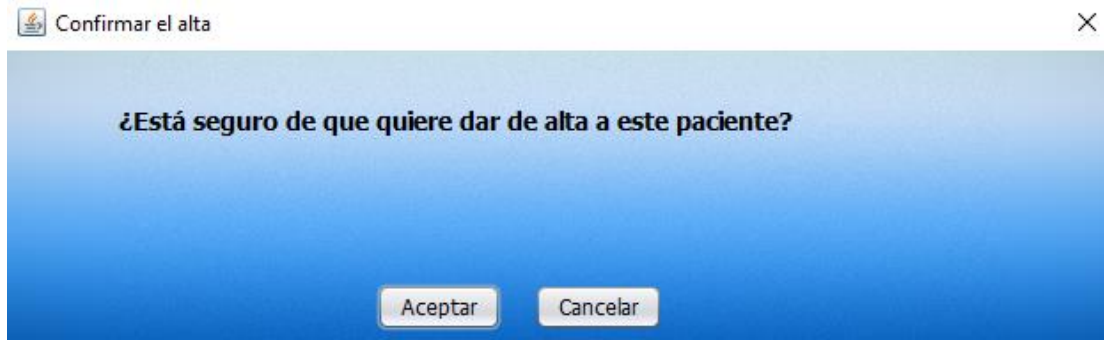 Confirmar el alta
¿Está seguro de que quiere dar de alta a este paciente?
Aceptar Cancelar